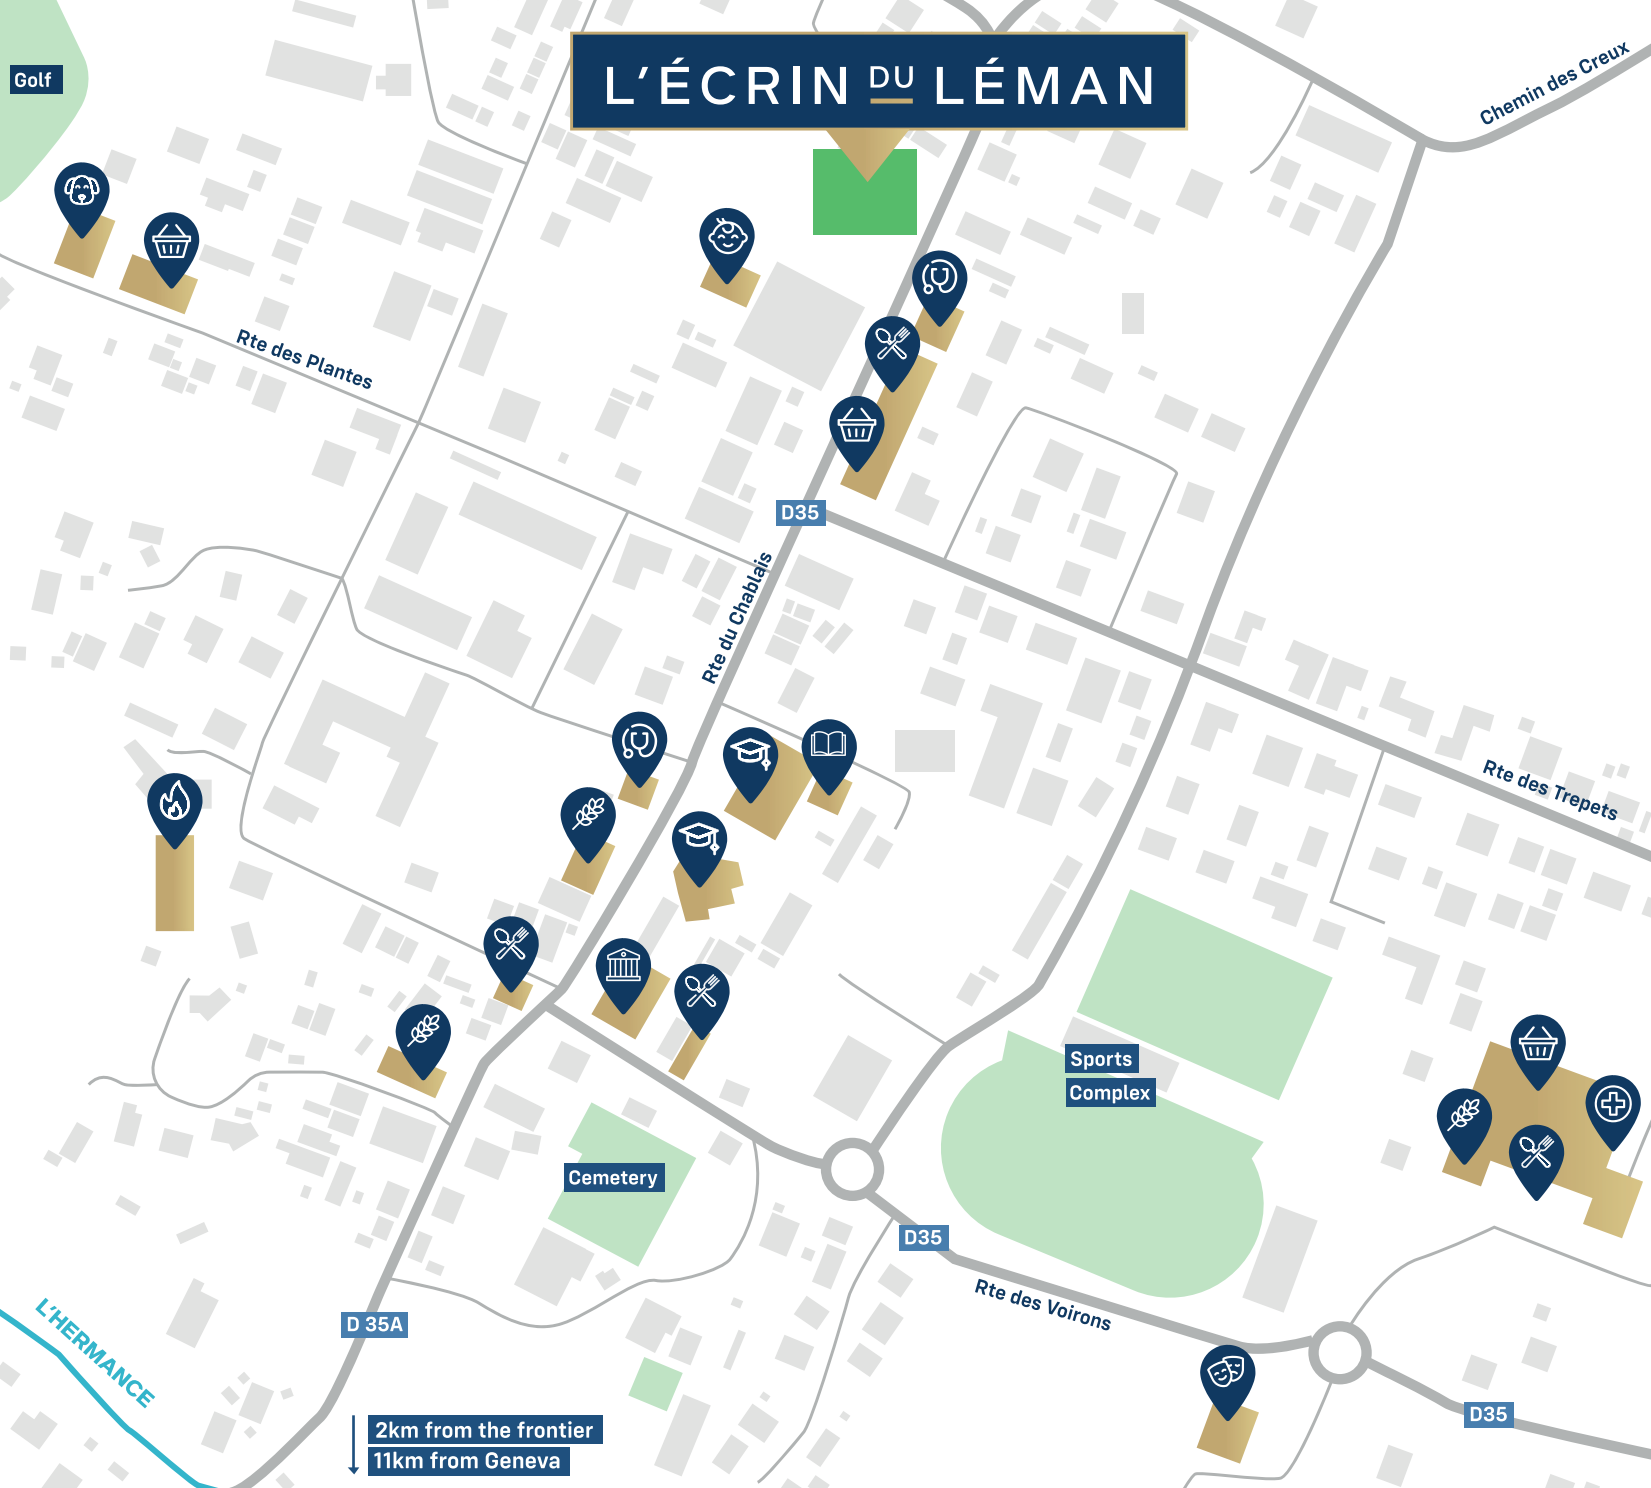 L'ÉCRIN DU LÉMAN
Golf
Chemin des Creux
Rte des Plantes
D35
Rte du Chablais
Rte des Trepets
Sports
Complex
Cemetery
D35
Rte des Voirons
L'HERMANCE
D 35A
D35
2km from the frontier
11km from Geneva